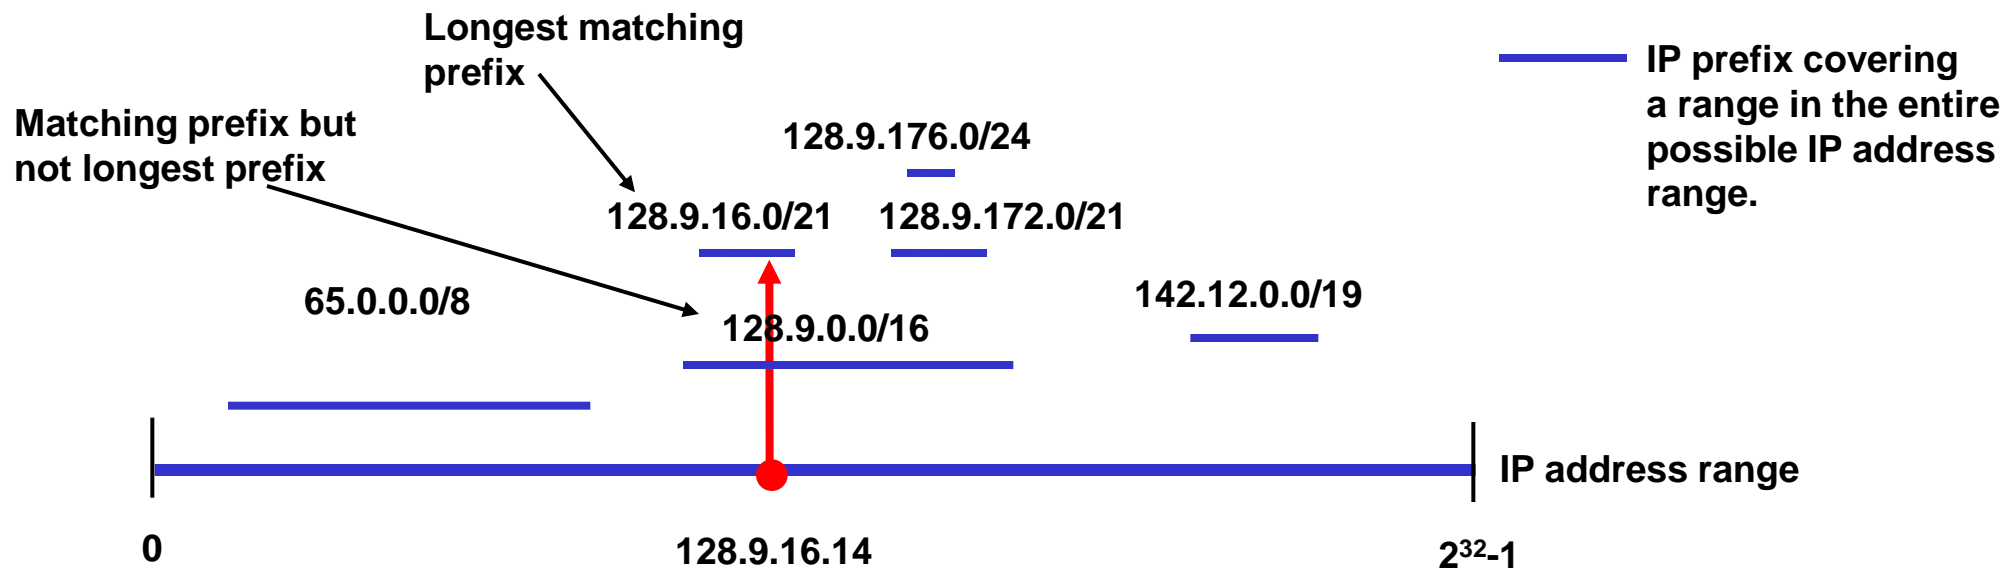 Longest matching
prefix
IP prefix covering
a range in the entire
possible IP address
range.
Matching prefix but
not longest prefix
128.9.176.0/24
128.9.16.0/21
128.9.172.0/21
65.0.0.0/8
142.12.0.0/19
128.9.0.0/16
IP address range
0
128.9.16.14
2³²-1